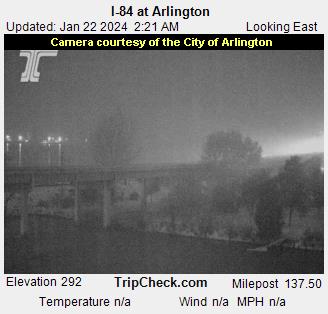 I-84 at Arlington
Updated: Jan 22 2024 2:21 AM Looking East
Camera courtesy of the City of Arlington
Elevation 292 TripCheck.com Milepost 137.50
Temperature n/a Wind n/a MPH n/a